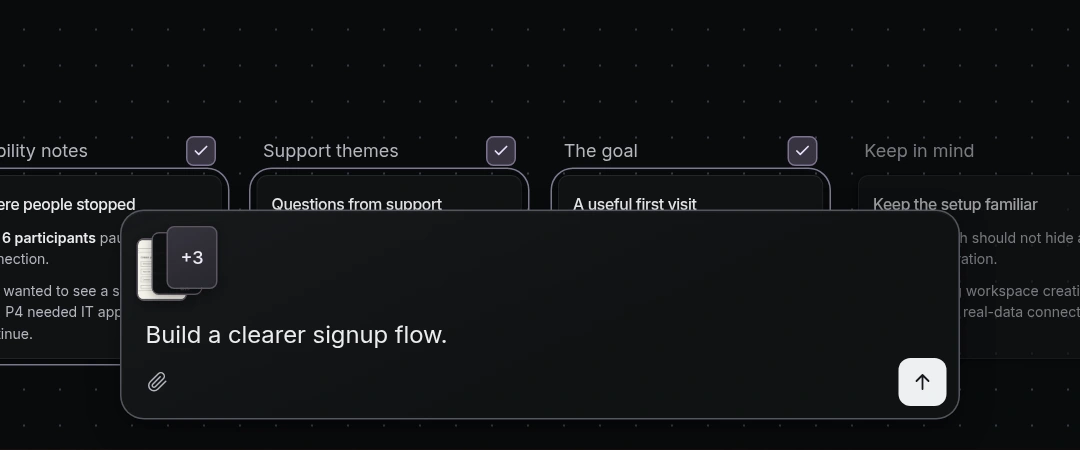 bility notes
Support themes
The goal
Keep in mind
ere people stopped
Questions from support
A useful first visit
Keep the setup familiar
6 participants pau
nection.
wanted to see a s
P4 needed IT app
tinue.
h should not hide a
ation.
workspace creati
real-data connect
+3
Build a clearer signup flow.